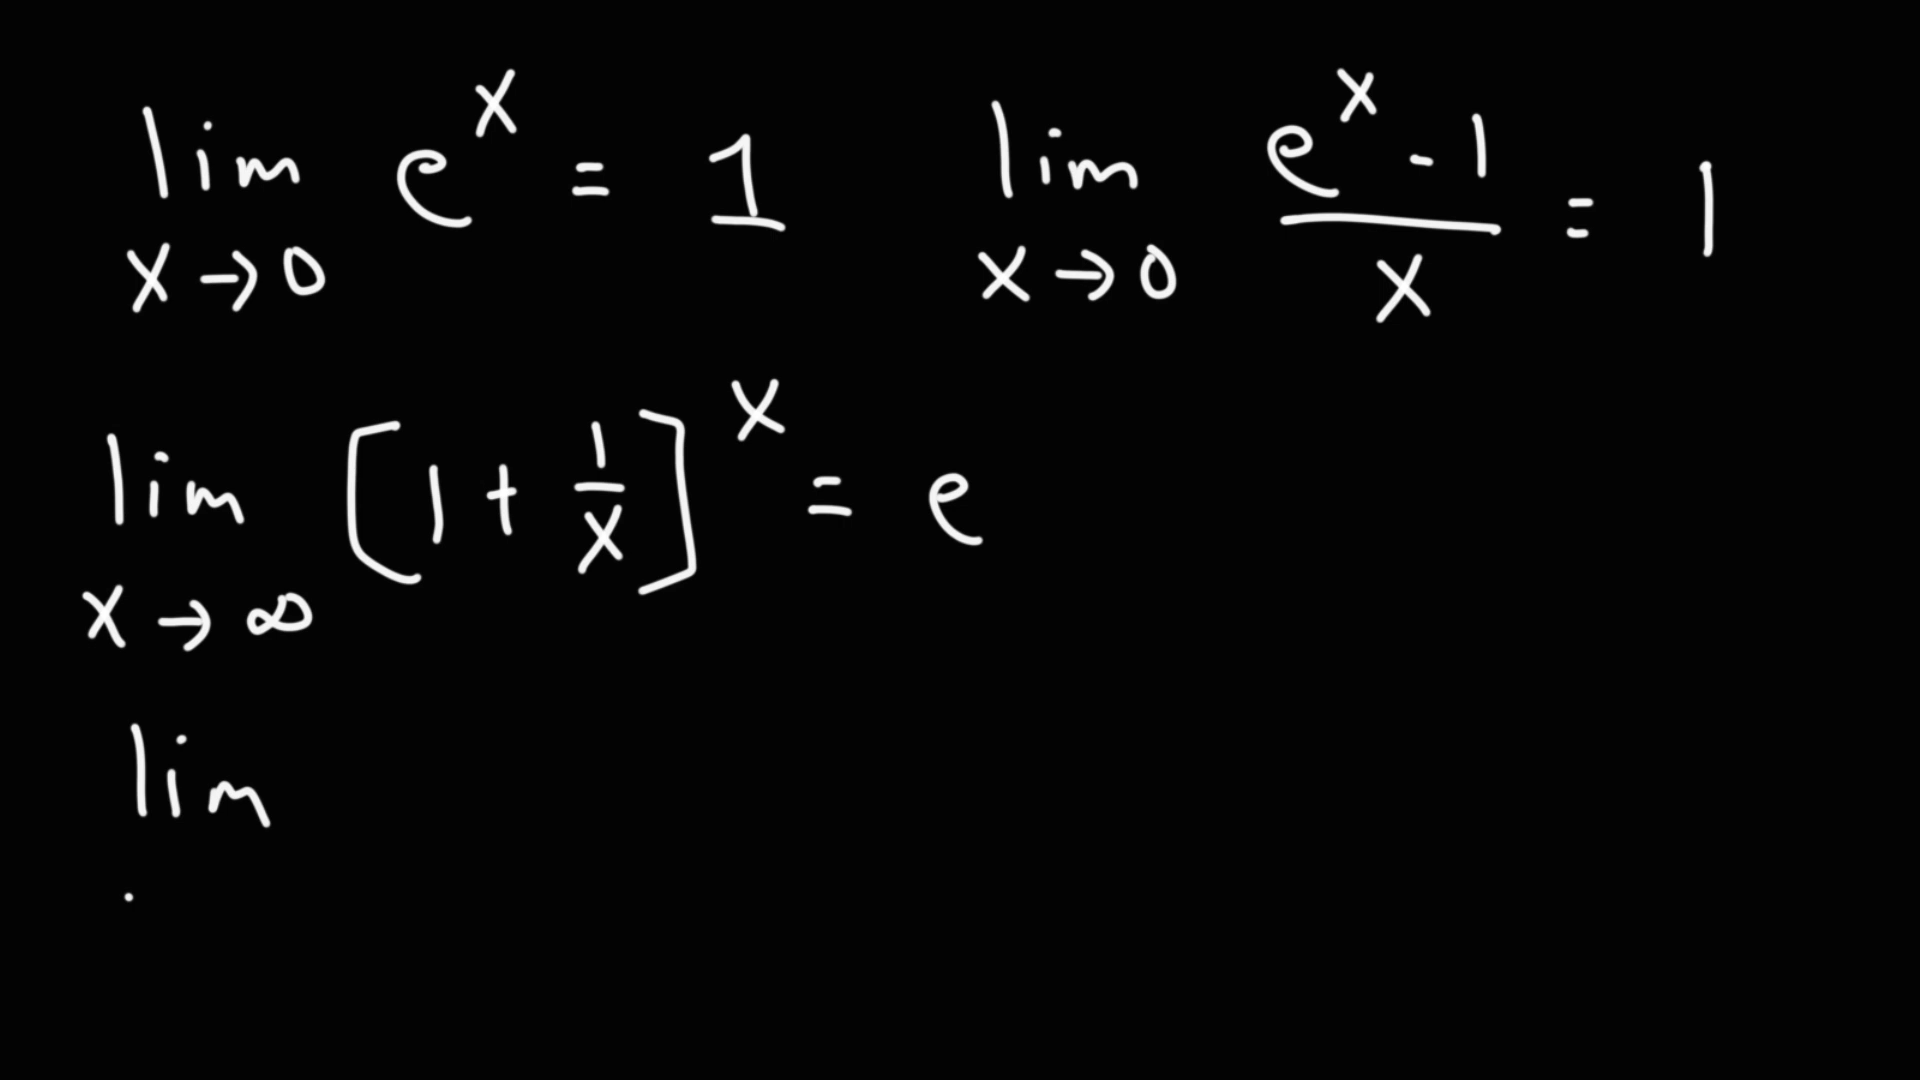 lim x→0 e^x = 1
lim x→0 (e^x - 1)/x = 1
lim x→∞ [1 + 1/x]^x = e
lim